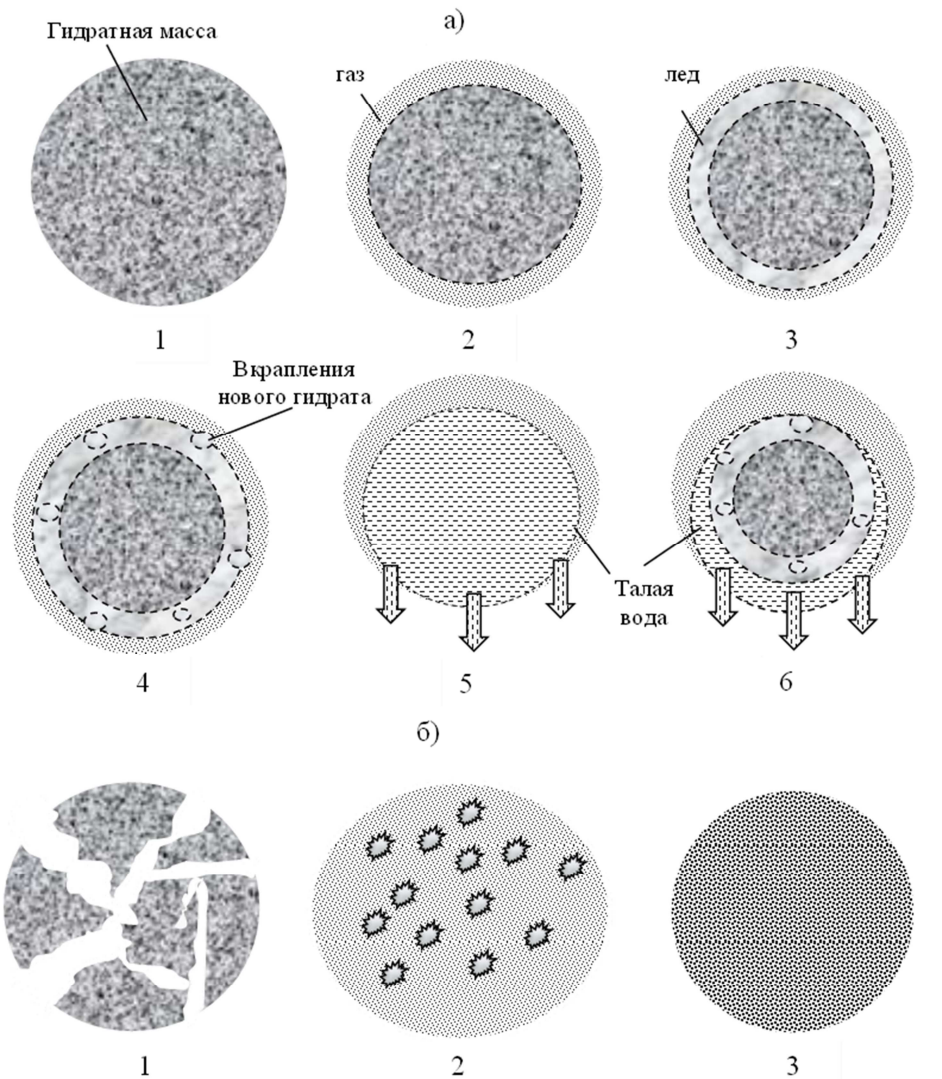 а)
Гидратная масса
газ
лед
1
2
3
Вкрапления
нового гидрата
Талая
вода
4
5
6
б)
1
2
3